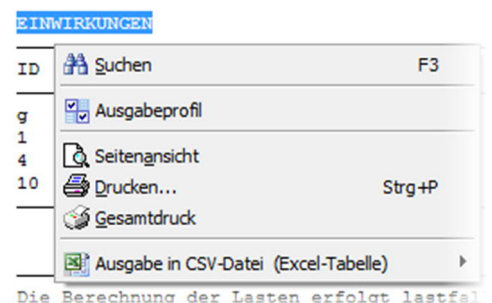 EINWIRKUNGEN
ID
Suchen F3
g
Ausgabeprofil
1
4
Seitenansicht
10
Drucken... Strg+P
Gesamtdruck
Ausgabe in CSV-Datei (Excel-Tabelle)
Die Berechnung der Lasten erfolgt lastfal